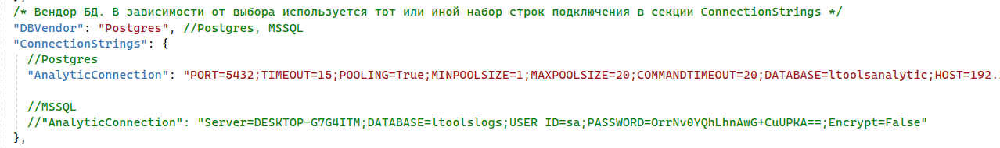 /* Вендор БД. В зависимости от выбора используется тот или иной набор строк подключения в секции ConnectionStrings */
"DBVendor": "Postgres", //Postgres, MSSQL
"ConnectionStrings": {
//Postgres
"AnalyticConnection": "PORT=5432;TIMEOUT=15;POOLING=True;MINPOOLSIZE=1;MAXPOOLSIZE=20;COMMANDTIMEOUT=20;DATABASE=ltoolsanalytic;HOST=192.
//MSSQL
//"AnalyticConnection": "Server=DESKTOP-G7G4ITM;DATABASE=ltoolslogs;USER ID=sa;PASSWORD=OrrNv0YQhLhnAwG+CuUPKA==;Encrypt=False"
},